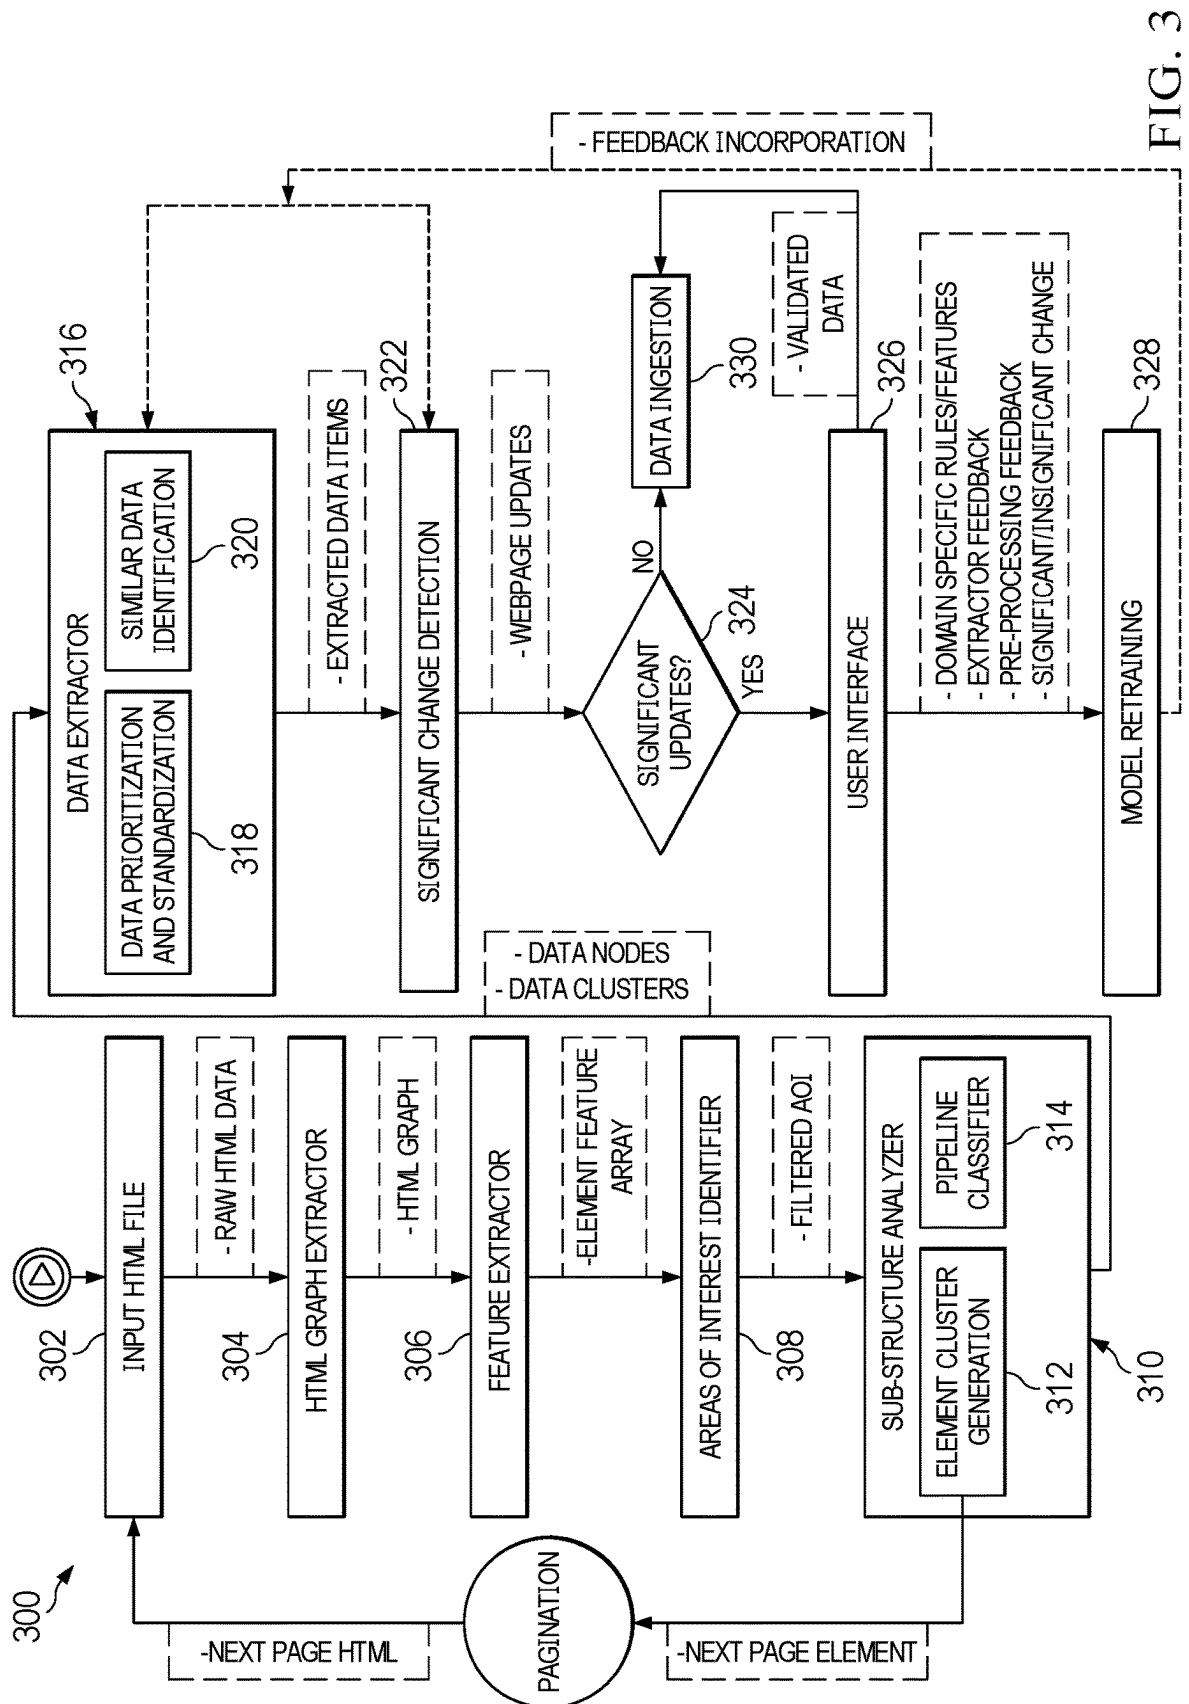 300
302
INPUT HTML FILE
- RAW HTML DATA
304
HTML GRAPH EXTRACTOR
- HTML GRAPH
306
FEATURE EXTRACTOR
-ELEMENT FEATURE
ARRAY
AREAS OF INTEREST IDENTIFIER
308
- FILTERED AOI
SUB-STRUCTURE ANALYZER
ELEMENT CLUSTER
GENERATION
312
PIPELINE
CLASSIFIER
314
310
-NEXT PAGE HTML
PAGINATION
-NEXT PAGE ELEMENT
- DATA NODES
- DATA CLUSTERS
DATA EXTRACTOR
316
DATA PRIORITIZATION
AND STANDARDIZATION
318
SIMILAR DATA
IDENTIFICATION
320
- EXTRACTED DATA ITEMS
322
SIGNIFICANT CHANGE DETECTION
- WEBPAGE UPDATES
SIGNIFICANT
UPDATES?
324
NO
YES
DATA INGESTION
330
- VALIDATED
DATA
USER INTERFACE
326
- DOMAIN SPECIFIC RULES/FEATURES
- EXTRACTOR FEEDBACK
- PRE-PROCESSING FEEDBACK
- SIGNIFICANT/INSIGNIFICANT CHANGE
MODEL RETRAINING
328
- FEEDBACK INCORPORATION
FIG. 3